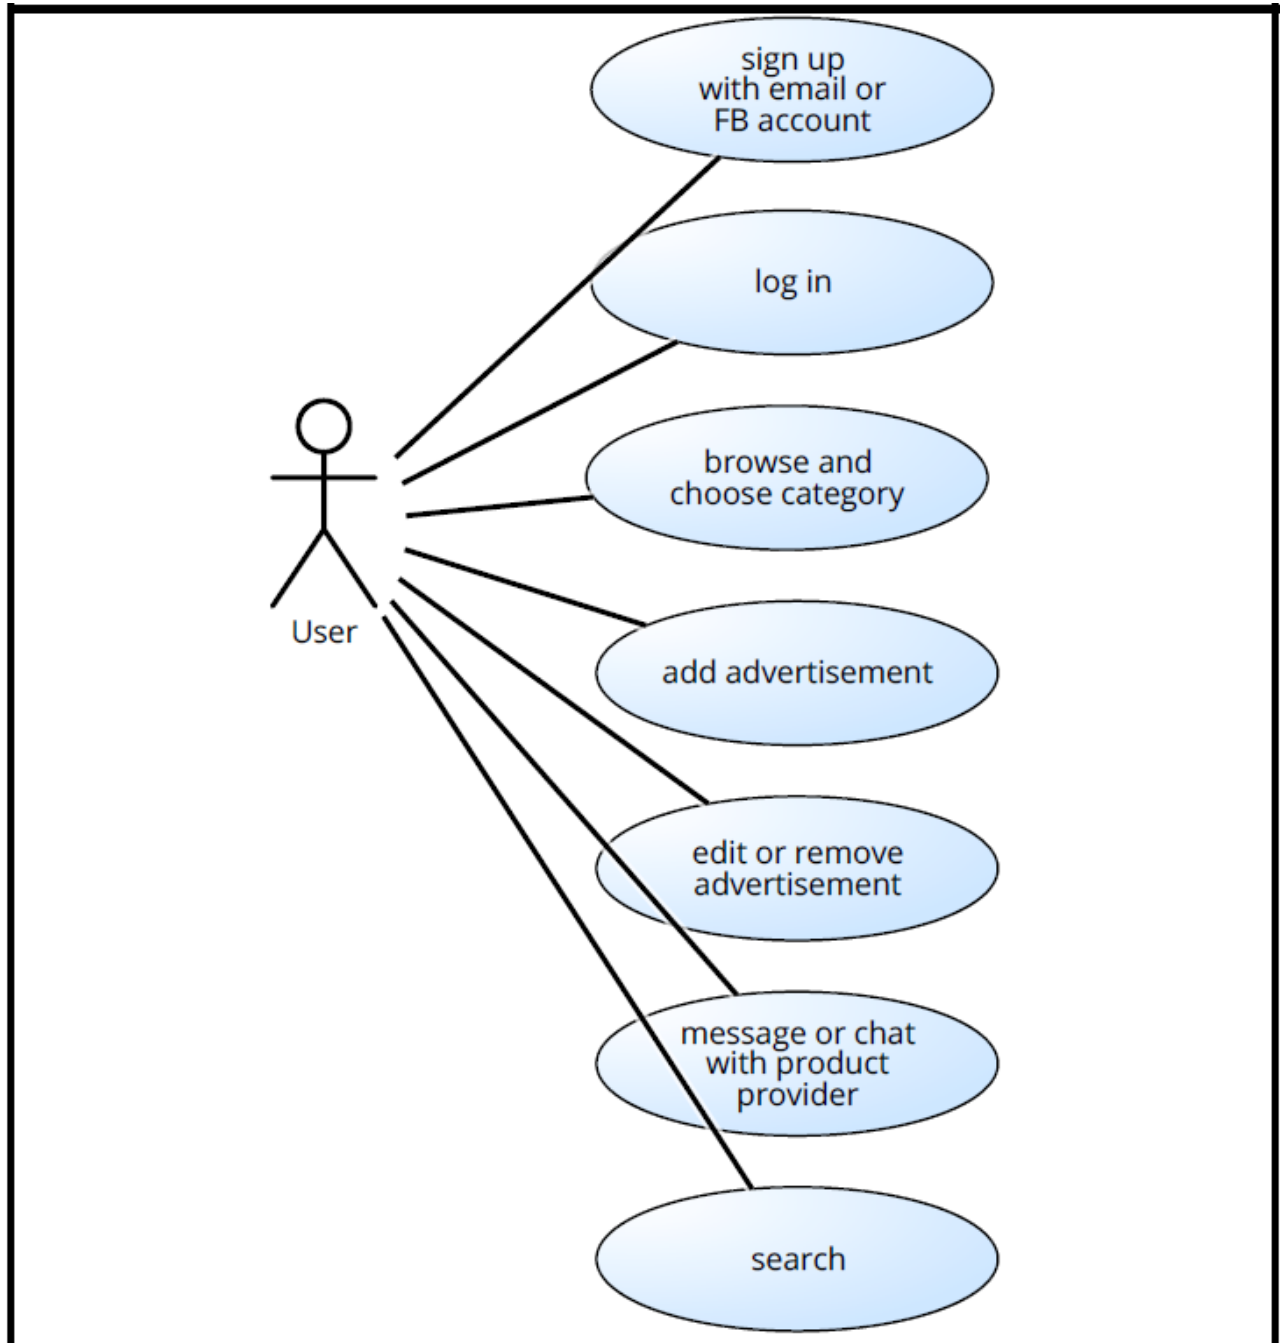 sign up
with email or
FB account
log in
browse and
choose category
User
add advertisement
edit or remove
advertisement
message or chat
with product
provider
search